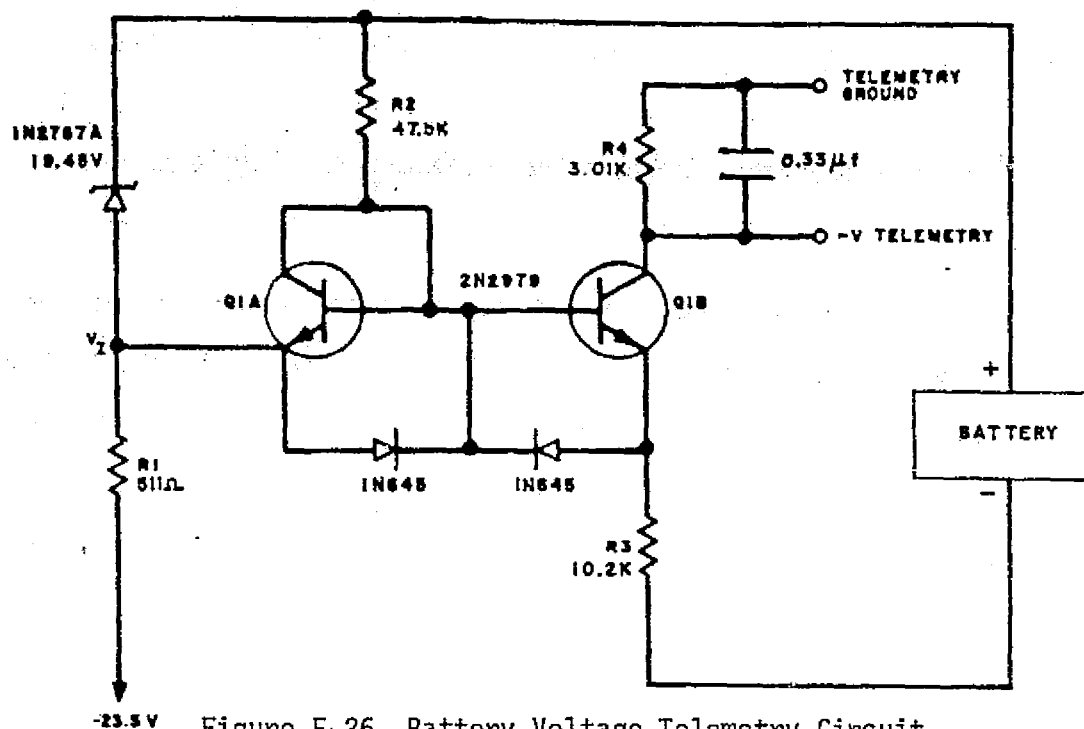 TELEMETRY
GROUND
R2
47.5K
1N2767A
19.48V
R4
3.01K
0.33μf
-V TELEMETRY
2N2979
Q1A
Q1B
VZ
+
BATTERY
-
R1
511Ω
1N645
1N645
R3
10.2K
-23.5 V
Figure F-26 Battery Voltage Telemetry Circuit